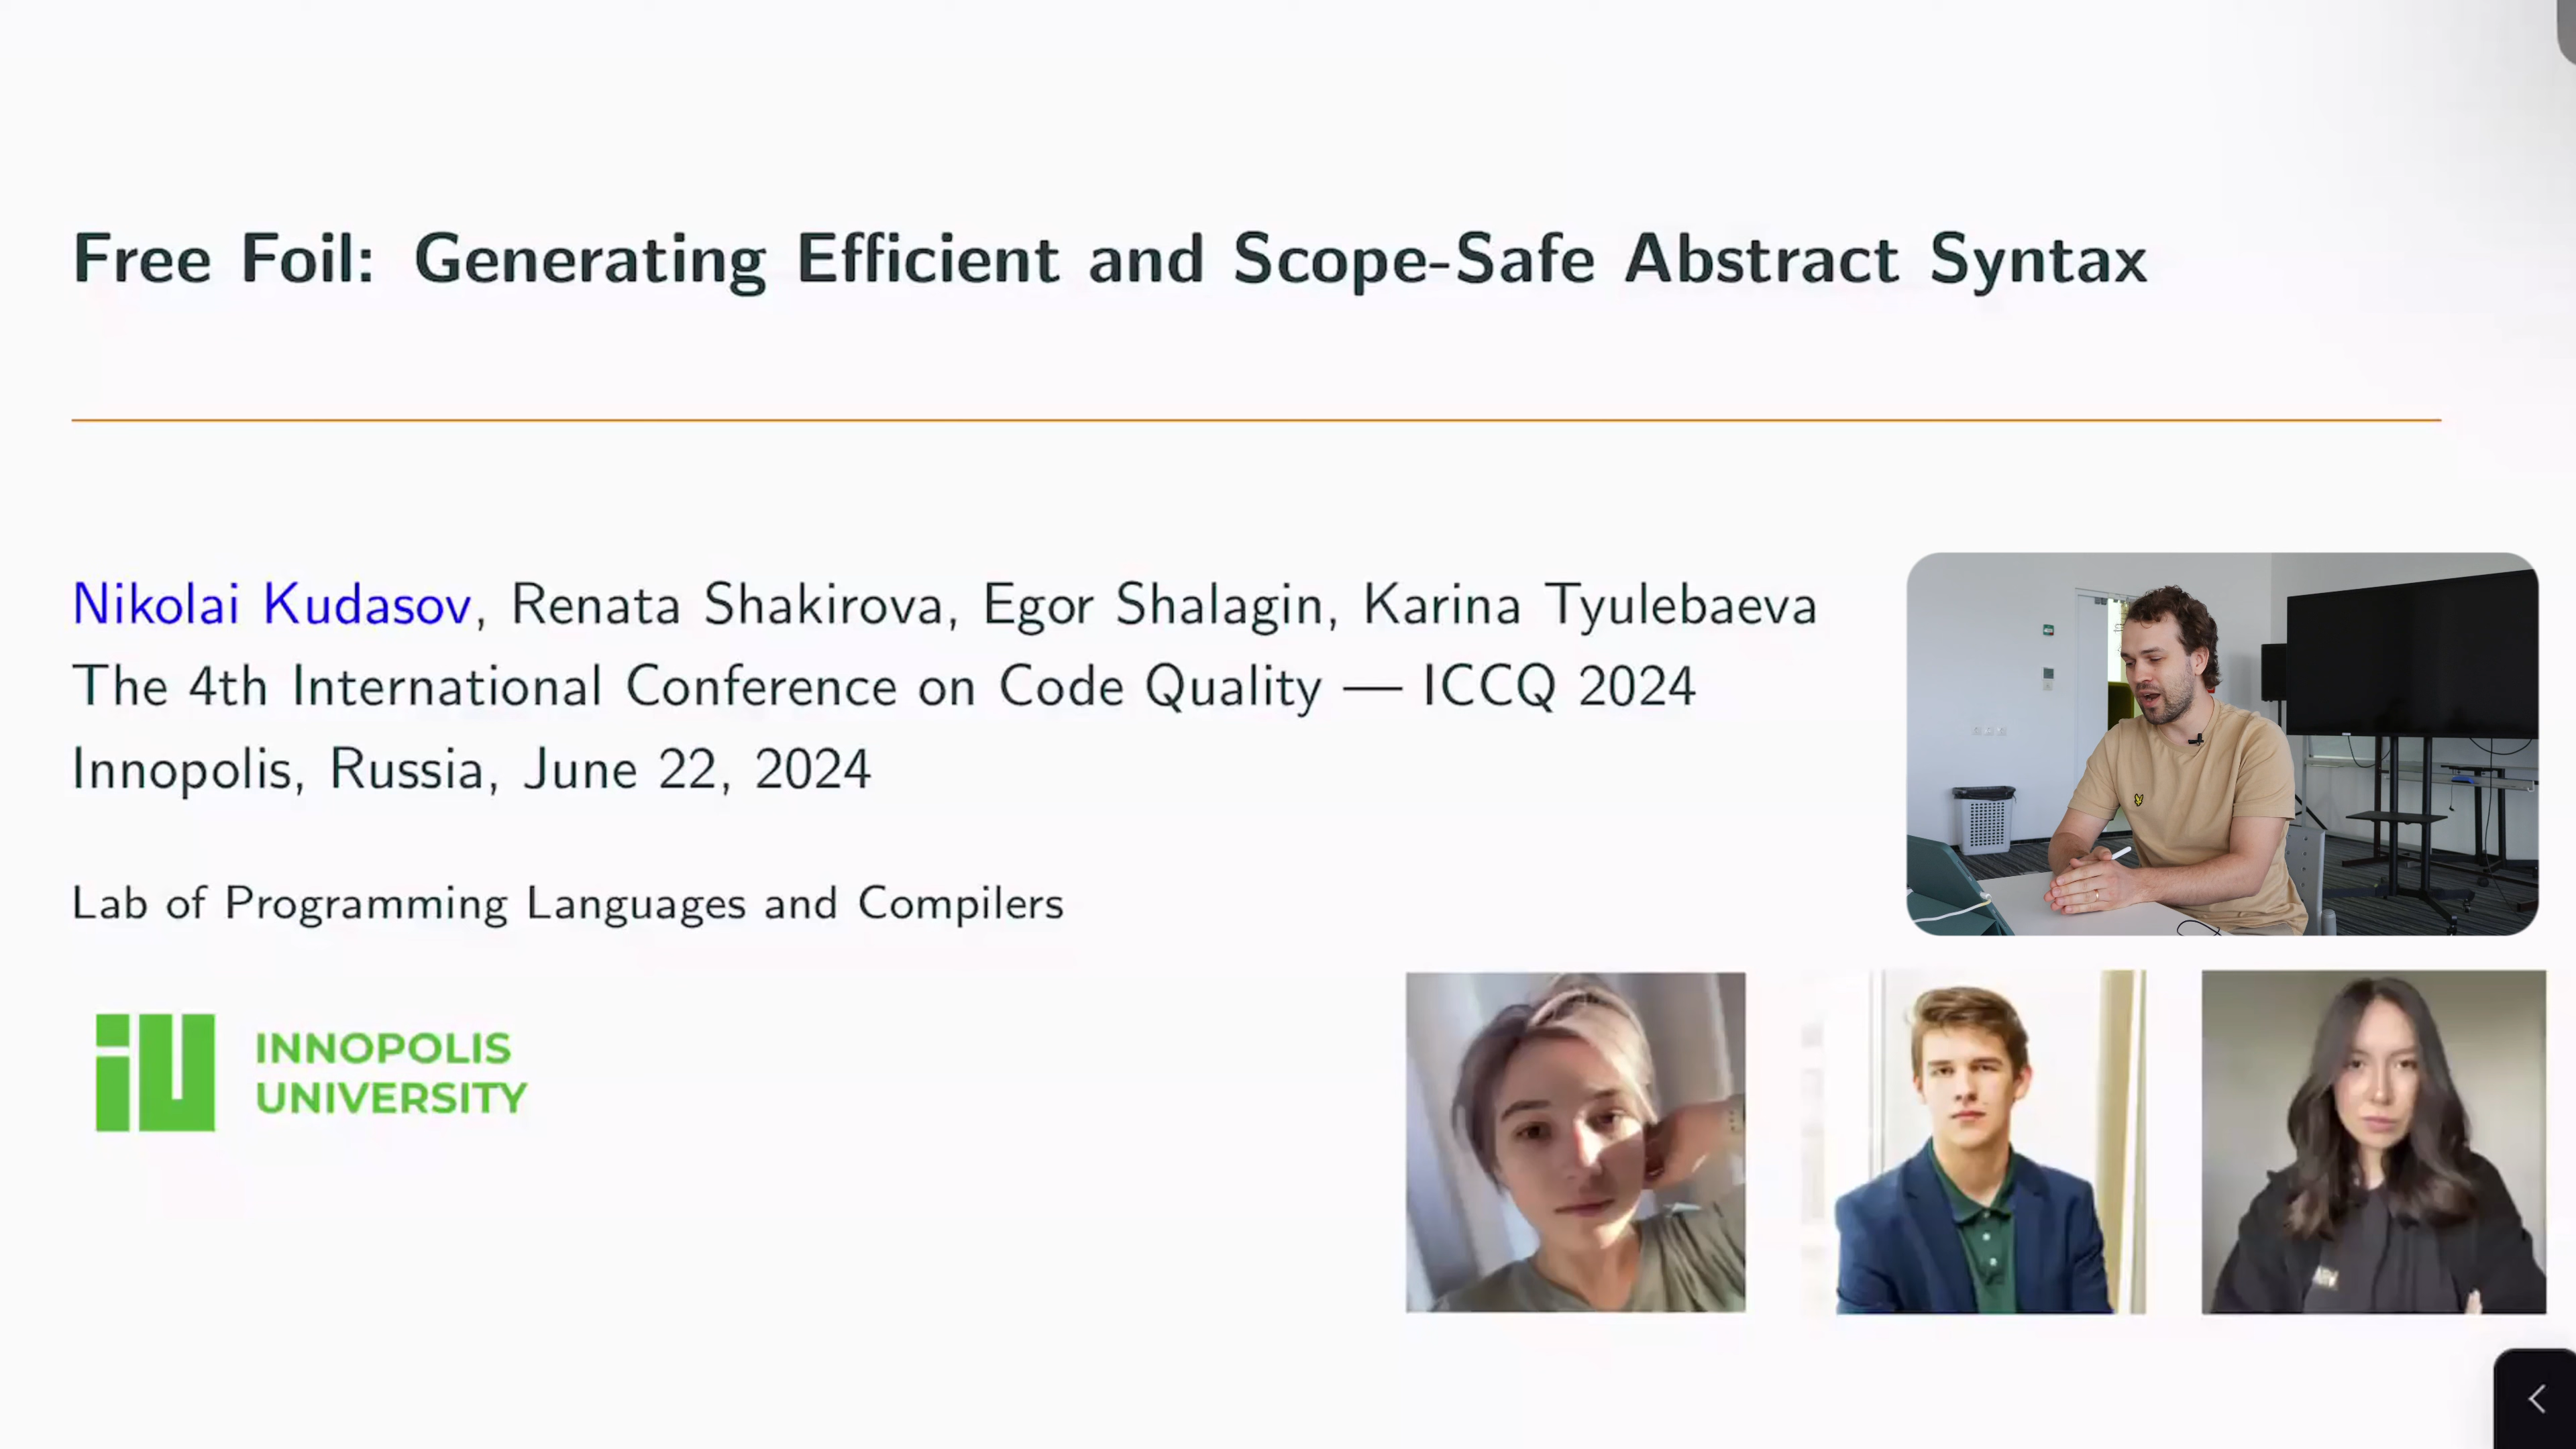 Free Foil: Generating Efficient and Scope-Safe Abstract Syntax
Nikolai Kudasov, Renata Shakirova, Egor Shalagin, Karina Tyulebaeva
The 4th International Conference on Code Quality — ICCQ 2024
Innopolis, Russia, June 22, 2024
Lab of Programming Languages and Compilers
iU INNOPOLIS
UNIVERSITY